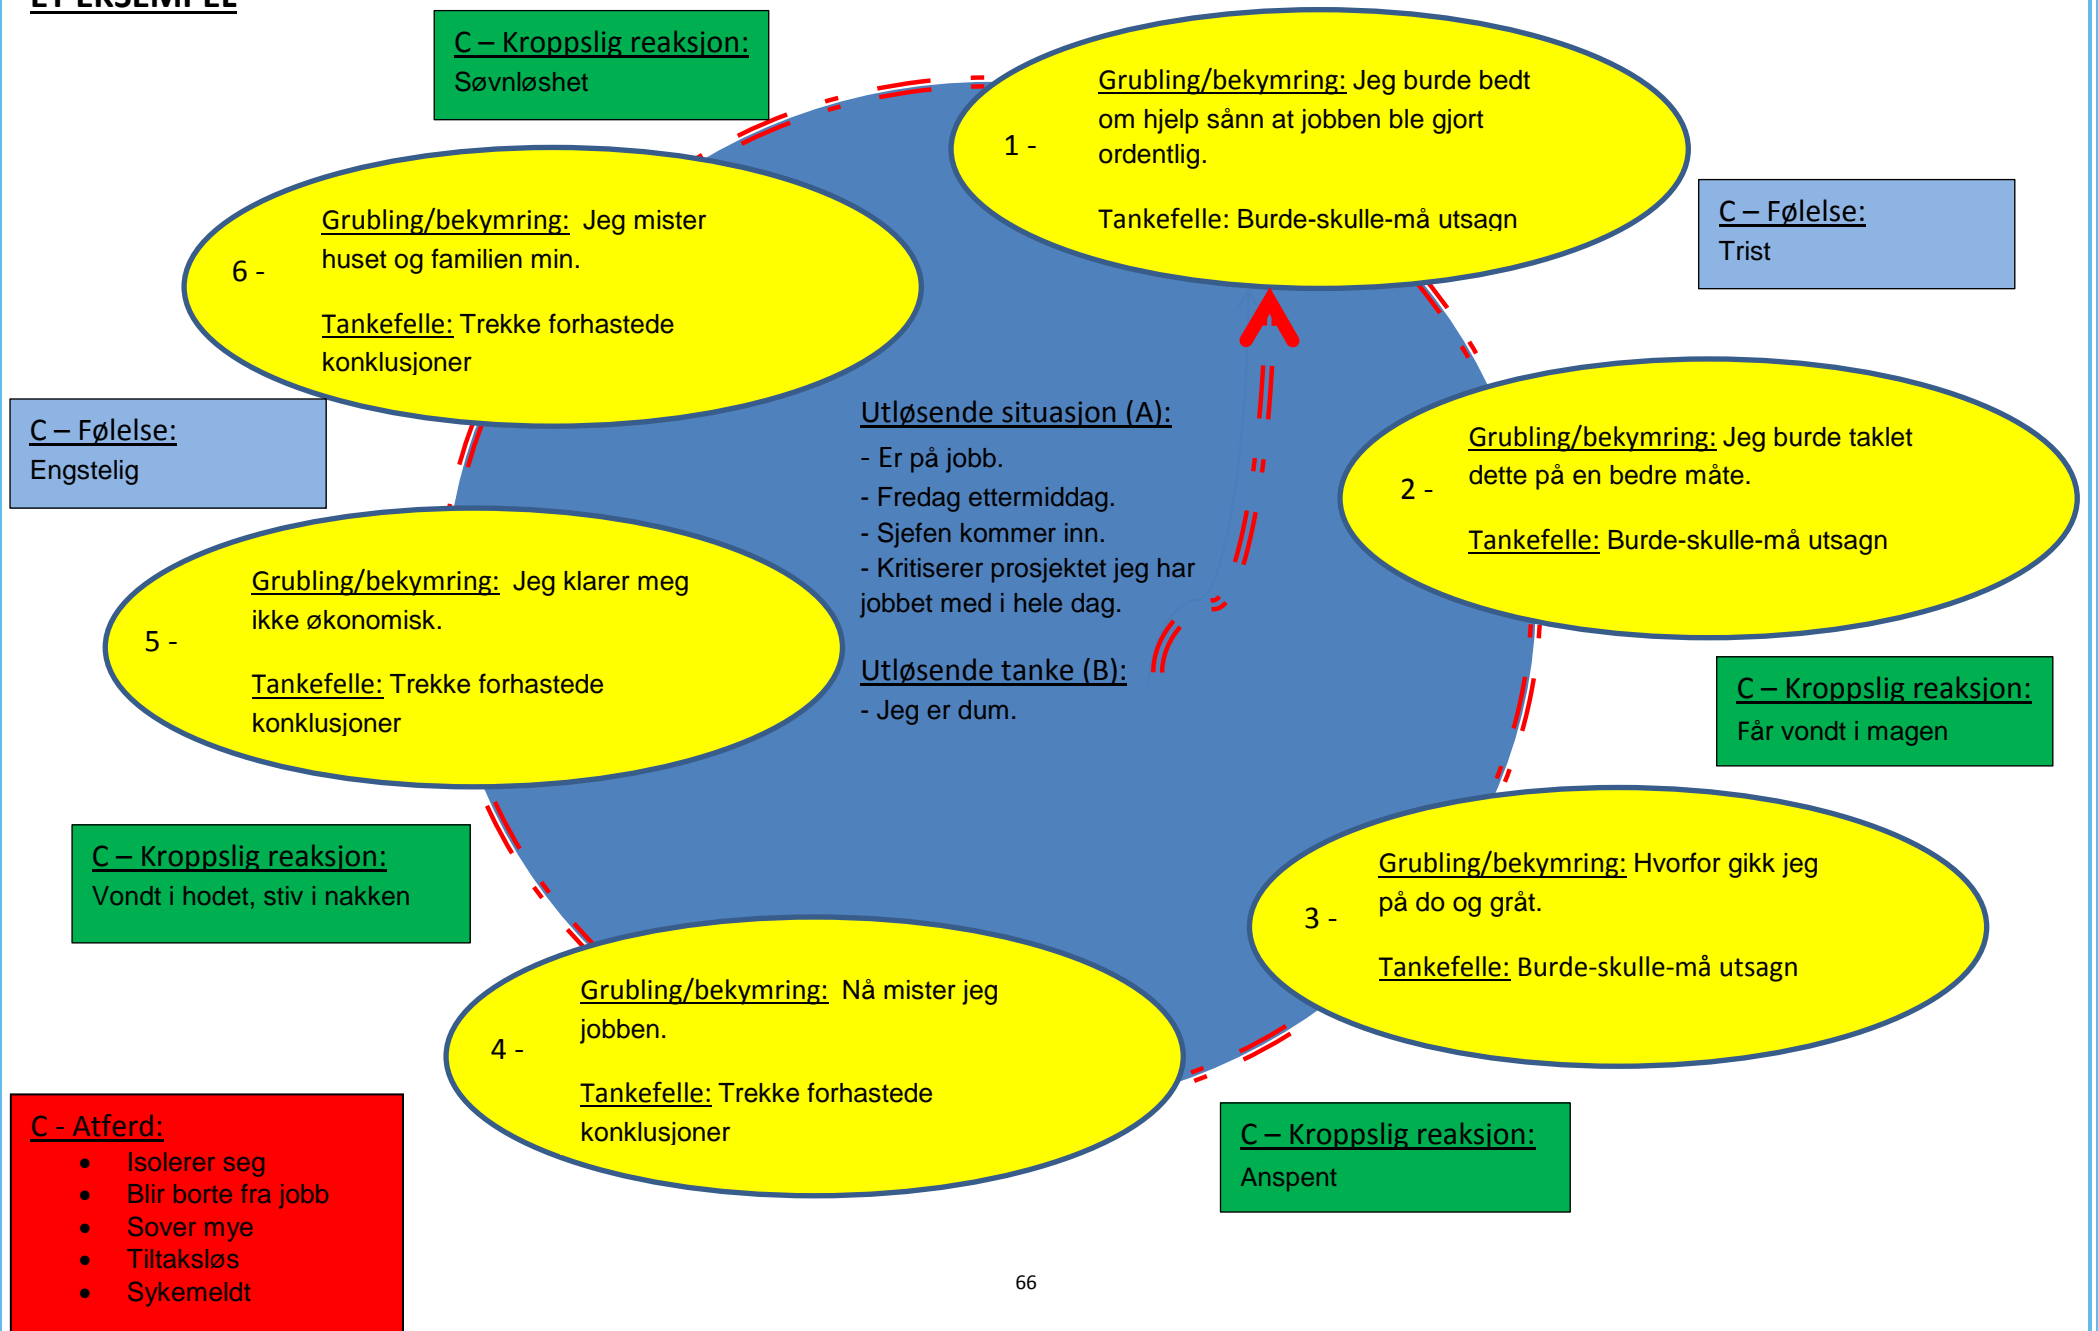 ET EKSEMPEL
C – Kroppslig reaksjon:
Søvnløshet
1 -
Grubling/bekymring: Jeg burde bedt
om hjelp sånn at jobben ble gjort
ordentlig.
Tankefelle: Burde-skulle-må utsagn
C – Følelse:
Trist
2 -
Grubling/bekymring: Jeg burde taklet
dette på en bedre måte.
Tankefelle: Burde-skulle-må utsagn
C – Kroppslig reaksjon:
Får vondt i magen
3 -
Grubling/bekymring: Hvorfor gikk jeg
på do og gråt.
Tankefelle: Burde-skulle-må utsagn
C – Kroppslig reaksjon:
Anspent
4 -
Grubling/bekymring: Nå mister jeg
jobben.
Tankefelle: Trekke forhastede
konklusjoner
C – Kroppslig reaksjon:
Vondt i hodet, stiv i nakken
5 -
Grubling/bekymring: Jeg klarer meg
ikke økonomisk.
Tankefelle: Trekke forhastede
konklusjoner
C – Følelse:
Engstelig
6 -
Grubling/bekymring: Jeg mister
huset og familien min.
Tankefelle: Trekke forhastede
konklusjoner
Utløsende situasjon (A):
- Er på jobb.
- Fredag ettermiddag.
- Sjefen kommer inn.
- Kritiserer prosjektet jeg har
jobbet med i hele dag.
Utløsende tanke (B):
- Jeg er dum.
C - Atferd:
• Isolerer seg
• Blir borte fra jobb
• Sover mye
• Tiltaksløs
• Sykemeldt
66